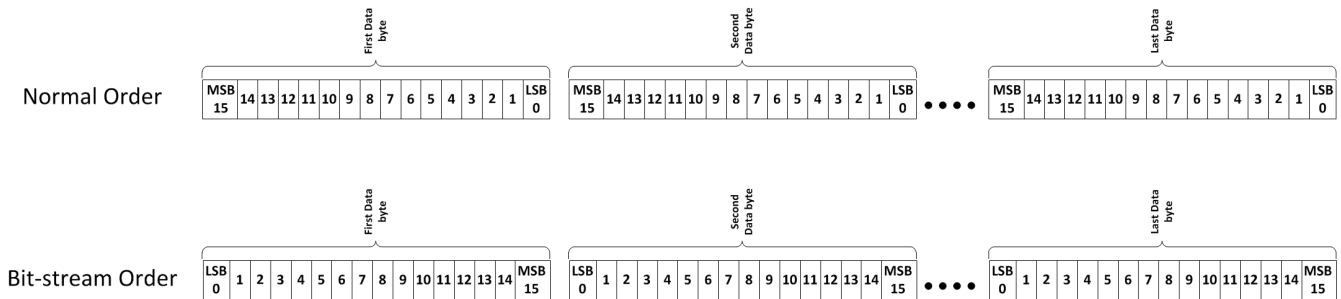 First Data
byte
Second
Data byte
Last Data
byte
Normal Order
MSB 15 14 13 12 11 10 9 8 7 6 5 4 3 2 1 LSB 0
MSB 15 14 13 12 11 10 9 8 7 6 5 4 3 2 1 LSB 0
MSB 15 14 13 12 11 10 9 8 7 6 5 4 3 2 1 LSB 0
First Data
byte
Second
Data byte
Last Data
byte
Bit-stream Order
LSB 0 1 2 3 4 5 6 7 8 9 10 11 12 13 14 MSB 15
LSB 0 1 2 3 4 5 6 7 8 9 10 11 12 13 14 MSB 15
LSB 0 1 2 3 4 5 6 7 8 9 10 11 12 13 14 MSB 15